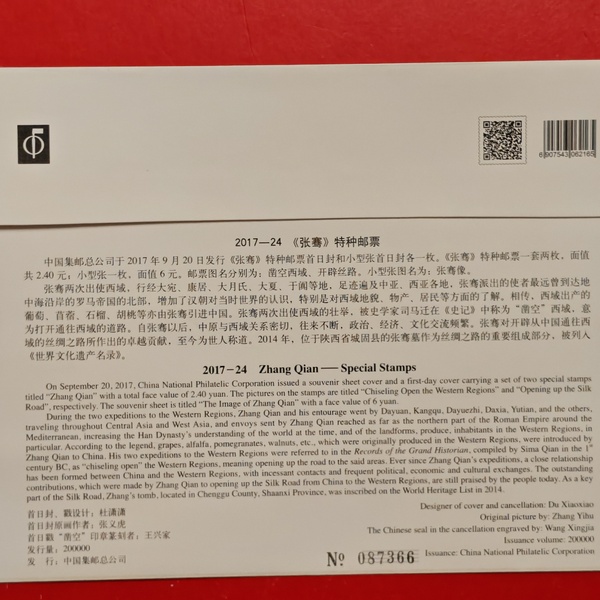 6 907543 062165
2017—24 《张骞》特种邮票
中国集邮总公司于 2017 年 9 月 20 日发行《张骞》特种邮票首日封和小型张首日封各一枚。《张骞》特种邮票一套两枚，面值
共 2.40 元；小型张一枚，面值 6 元。邮票图名分别为：凿空西域、开辟丝路。小型张图名为：张骞像。
张骞两次出使西域，行经大宛、康居、大月氏、大夏、于阗等地，足迹遍及中亚、西亚各地，张骞派出的使者最远曾到达地
中海沿岸的罗马帝国的北部，增加了汉朝对当时世界的认识，特别是对西域地貌、物产、居民等方面的了解。相传，西域出产的
葡萄、苜蓿、石榴、胡桃等亦由张骞引进中国。张骞两次出使西域的壮举，被史学家司马迁在《史记》中称为“凿空”西域，意
为打开通往西域的道路。自张骞以后，中原与西域关系密切，往来不断，政治、经济、文化交流频繁。张骞对开辟从中国通往西
域的丝绸之路所作出的卓越贡献，至今为世人称道。2014 年，位于陕西省城固县的张骞墓作为丝绸之路的重要组成部分，被列入
《世界文化遗产名录》。
2017－24 Zhang Qian — Special Stamps
On September 20, 2017, China National Philatelic Corporation issued a souvenir sheet cover and a first-day cover carrying a set of two special stamps
titled “Zhang Qian” with a total face value of 2.40 yuan. The pictures on the stamps are titled “Chiseling Open the Western Regions” and “Opening up the Silk
Road”, respectively. The souvenir sheet is titled “The Image of Zhang Qian” with a face value of 6 yuan.
During the two expeditions to the Western Regions, Zhang Qian and his entourage went by Dayuan, Kangqu, Dayuezhi, Daxia, Yutian, and the others,
traveling throughout Central Asia and West Asia, and envoys sent by Zhang Qian reached as far as the northern part of the Roman Empire around the
Mediterranean, increasing the Han Dynasty’s understanding of the world at the time, and of the landforms, produce, inhabitants in the Western Regions, in
particular. According to the legend, grapes, alfalfa, pomegranates, walnuts, etc., which were originally produced in the Western Regions, were introduced by
Zhang Qian to China. His two expeditions to the Western Regions were referred to in the Records of the Grand Historian, compiled by Sima Qian in the 1st
century BC, as “chiseling open” the Western Regions, meaning opening up the road to the said areas. Ever since Zhang Qian’s expeditions, a close relationship
has been formed between China and the Western Regions, with incessant contacts and frequent political, economic and cultural exchanges. The outstanding
contributions, which were made by Zhang Qian to opening up the Silk Road from China to the Western Regions, are still praised by the people today. As a key
part of the Silk Road, Zhang’s tomb, located in Chenggu County, Shaanxi Province, was inscribed on the World Heritage List in 2014.
首日封、戳设计：杜潇潇
首日封原画作者：张义虎
首日戳“凿空”印章篆刻者：王兴家
发行量：200000
发 行：中国集邮总公司
Designer of cover and cancellation: Du Xiaoxiao
Original picture by: Zhang Yihu
The Chinese seal in the cancellation engraved by: Wang Xingjia
Issuance volume: 200000
Issuance: China National Philatelic Corporation
№ 087366